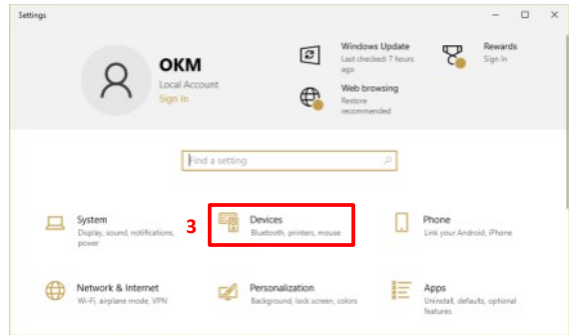 Settings
OKM
Local Account
Sign In
Windows Update
Last checked: 7 hours
ago
Web browsing
Restore
recommended
Rewards
Sign In
Find a setting
System
Display, sound, notifications,
power
3
Devices
Bluetooth, printers, mouse
Phone
Link your Android, iPhone
Network & Internet
Wi-Fi, airplane mode, VPN
Personalization
Background, lock screen, colors
Apps
Uninstall, defaults, optional
features